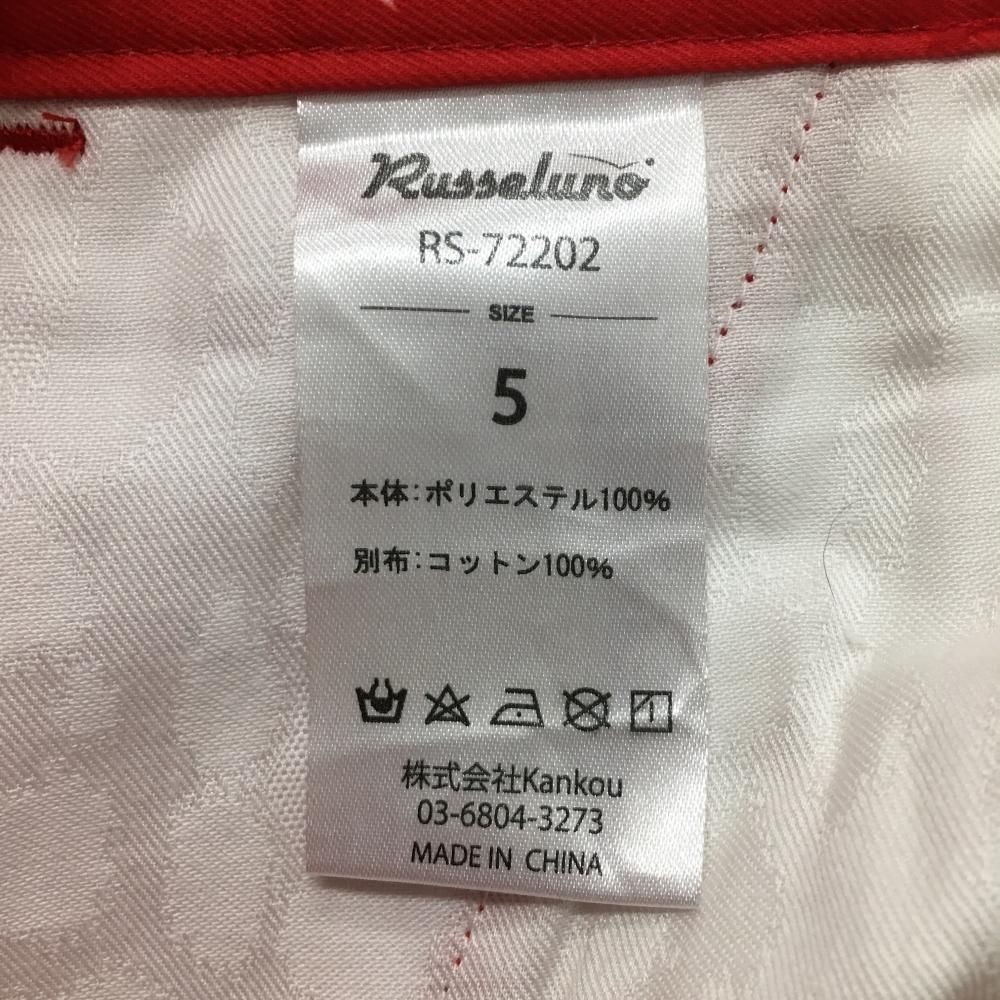 Russeluno
RS-72202
SIZE
5
本体:ポリエステル100%
別布:コットン100%
株式会社Kankou
03-6804-3273
MADE IN CHINA